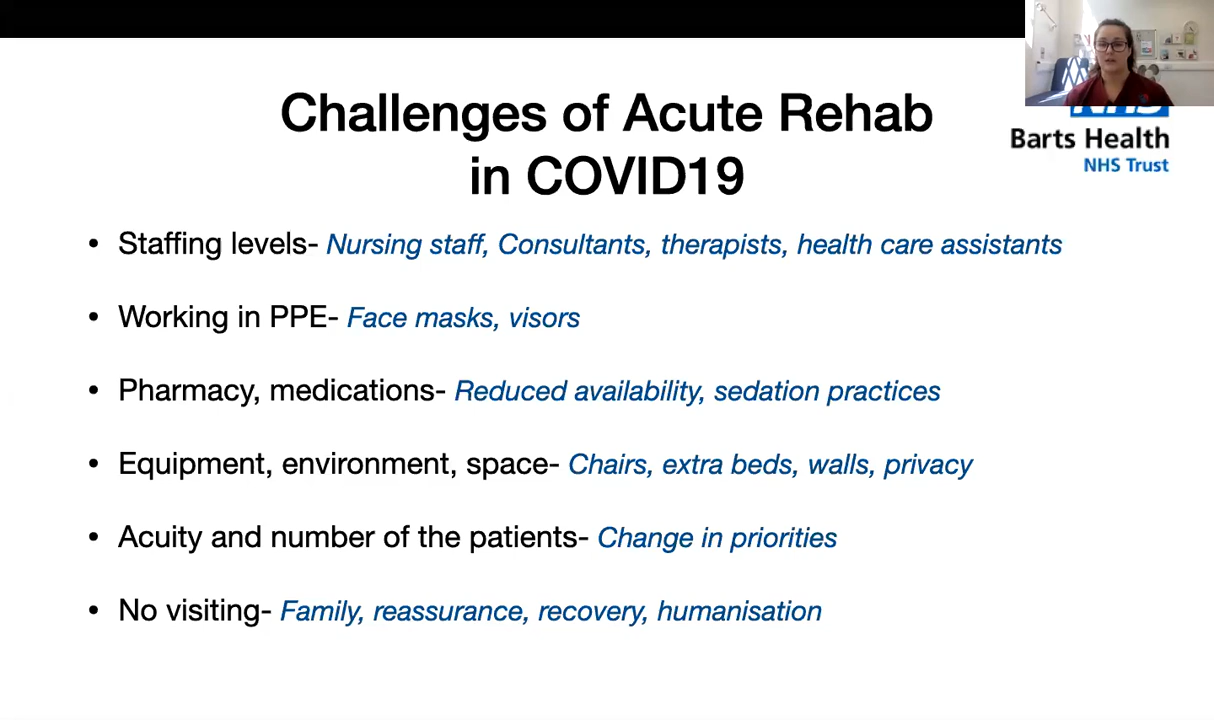 Challenges of Acute Rehab
in COVID19
NHS
Barts Health
NHS Trust
• Staffing levels- Nursing staff, Consultants, therapists, health care assistants
• Working in PPE- Face masks, visors
• Pharmacy, medications- Reduced availability, sedation practices
• Equipment, environment, space- Chairs, extra beds, walls, privacy
• Acuity and number of the patients- Change in priorities
• No visiting- Family, reassurance, recovery, humanisation